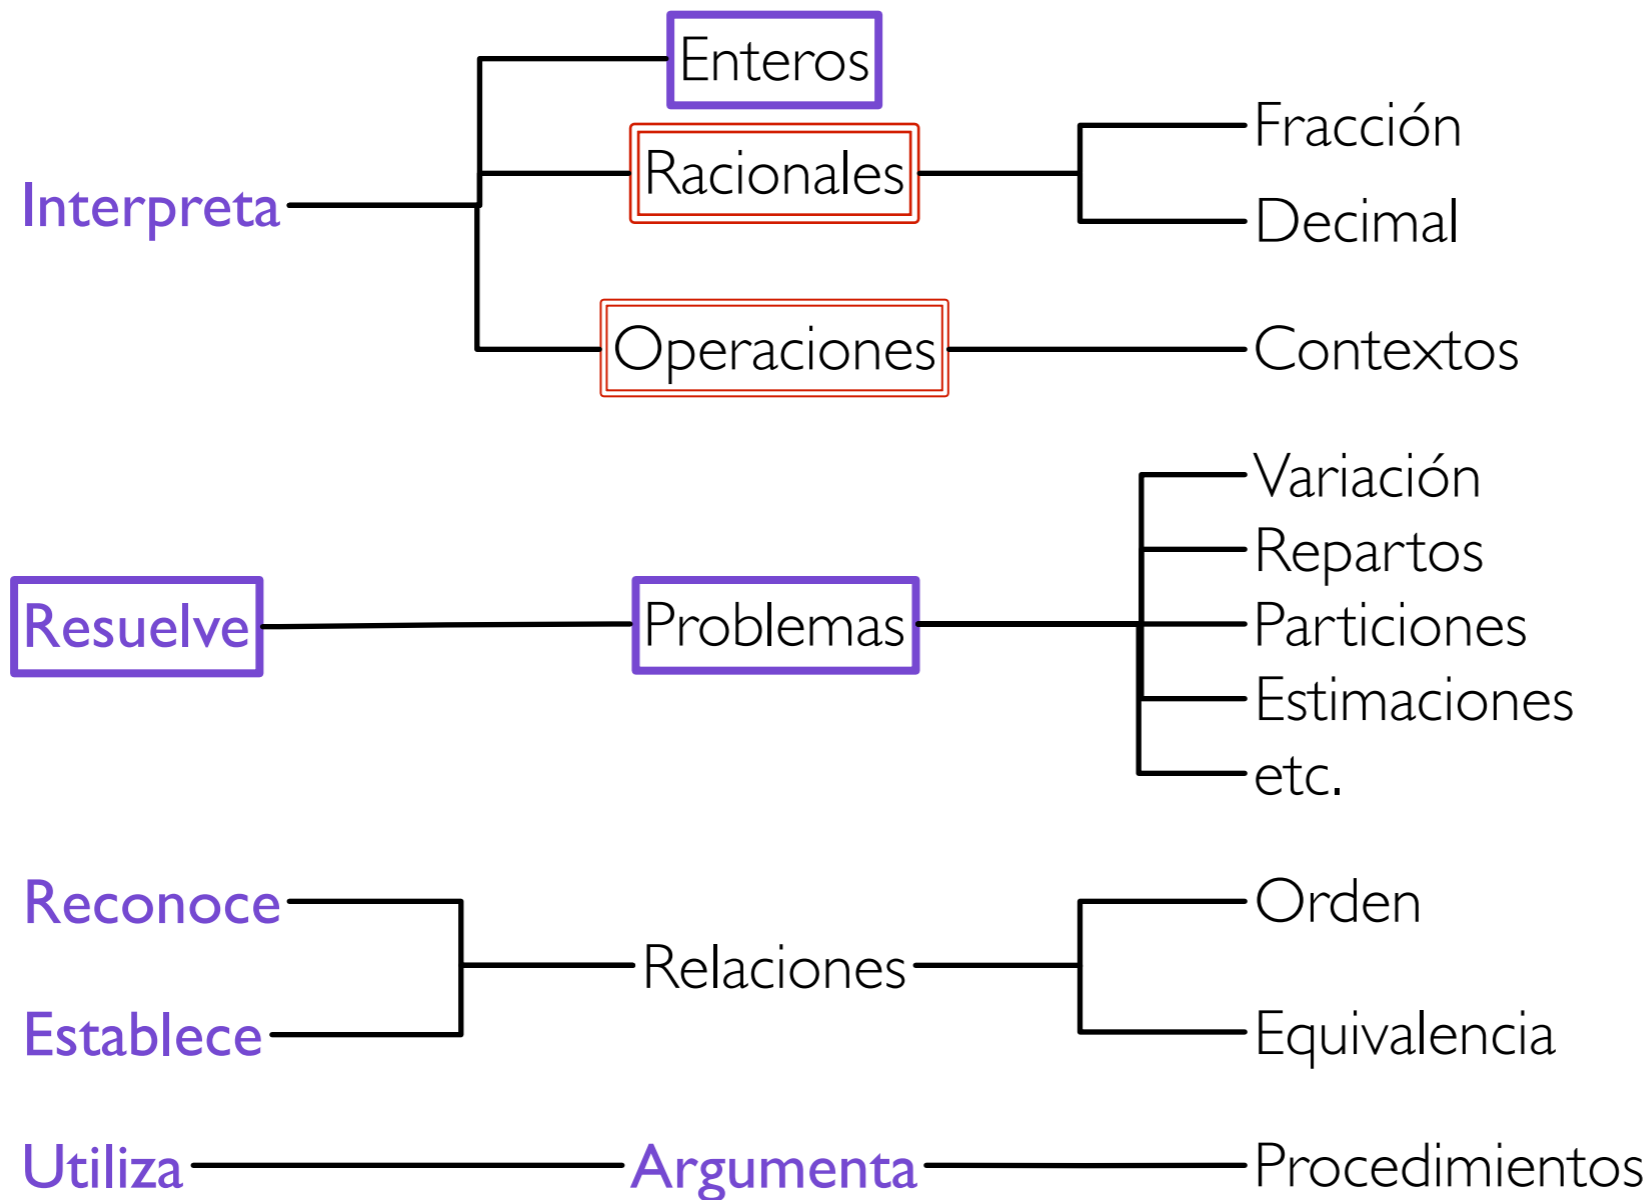 Interpreta
Enteros
Racionales
Fracción
Decimal
Operaciones
Contextos
Resuelve
Problemas
Variación
Repartos
Particiones
Estimaciones
etc.
Reconoce
Establece
Relaciones
Orden
Equivalencia
Utiliza
Argumenta
Procedimientos